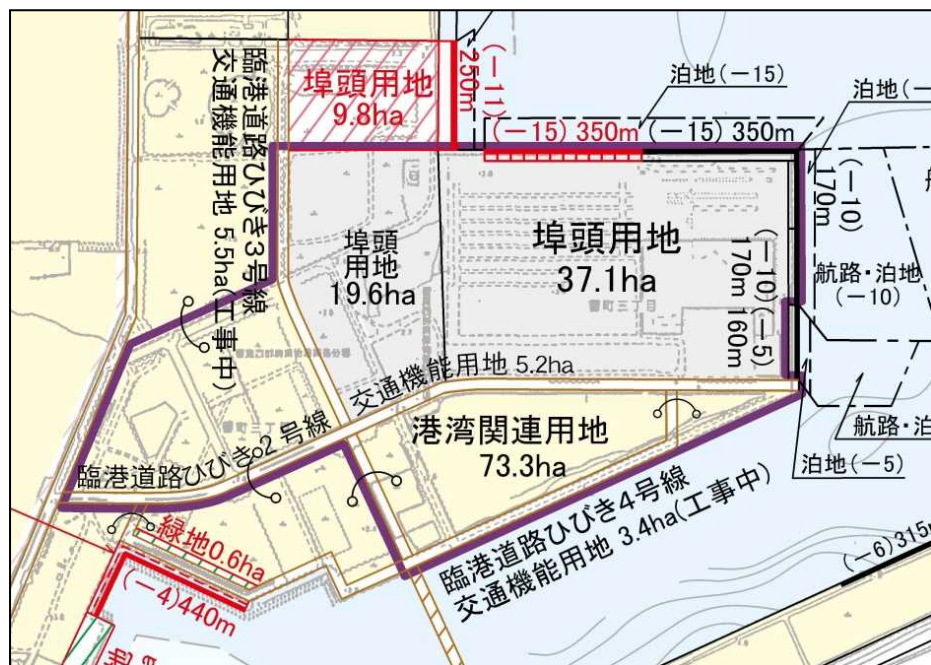 埠頭用地
9.8ha
(-11)
250m
泊地(-15)
泊地(-
(-15) 350m
(-15) 350m
臨港道路ひびき3号線
交通機能用地 5.5ha(工事中)
埠頭
用地
19.6ha
埠頭用地
37.1ha
(-10)
170m
(-10)
170m
(-5)
160m
航路・泊地
(-10)
交通機能用地 5.2ha
臨港道路ひびき2号線
港湾関連用地
73.3ha
航路・泊
泊地(-5)
臨港道路ひびき4号線
交通機能用地 3.4ha(工事中)
緑地0.6ha
(-4)440m
(-6)315m